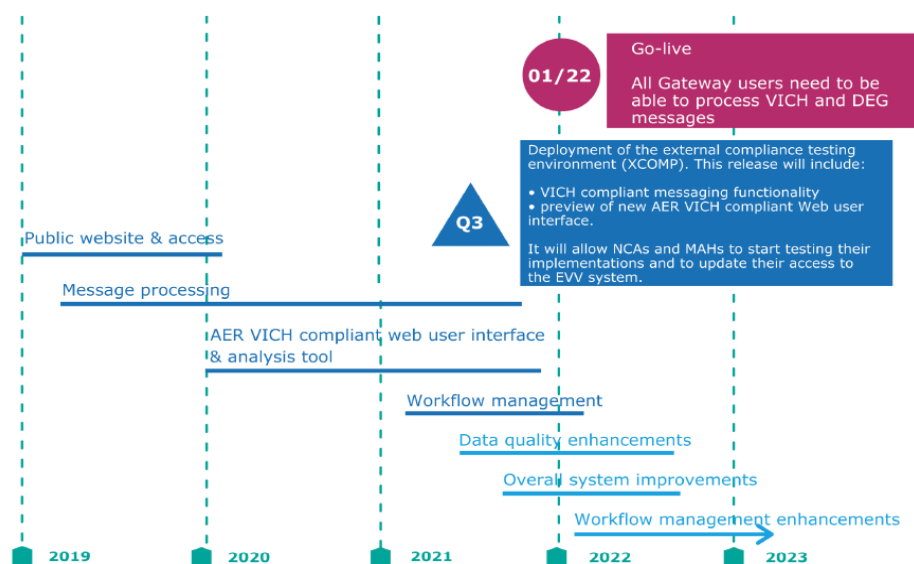 Go-live
All Gateway users need to be
able to process VICH and DEG
messages
01/22
Deployment of the external compliance testing
environment (XCOMP). This release will include:
• VICH compliant messaging functionality
• preview of new AER VICH compliant Web user
interface.
It will allow NCAs and MAHs to start testing their
implementations and to update their access to
the EVV system.
Q3
Public website & access
Message processing
AER VICH compliant web user interface
& analysis tool
Workflow management
Data quality enhancements
Overall system improvements
Workflow management enhancements
2019
2020
2021
2022
2023